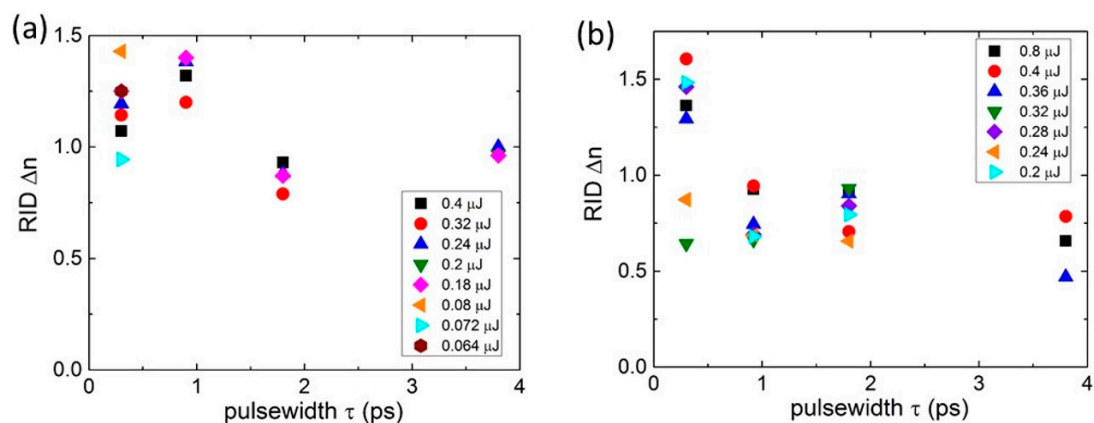 (a)
1.5
1.0
0.5
0.0
RID Δn
0.4 μJ
0.32 μJ
0.24 μJ
0.2 μJ
0.18 μJ
0.08 μJ
0.072 μJ
0.064 μJ
0 1 2 3 4
pulsewidth τ (ps)
(b)
1.5
1.0
0.5
0.0
RID Δn
0.8 μJ
0.4 μJ
0.36 μJ
0.32 μJ
0.28 μJ
0.24 μJ
0.2 μJ
0 1 2 3 4
pulsewidth τ (ps)